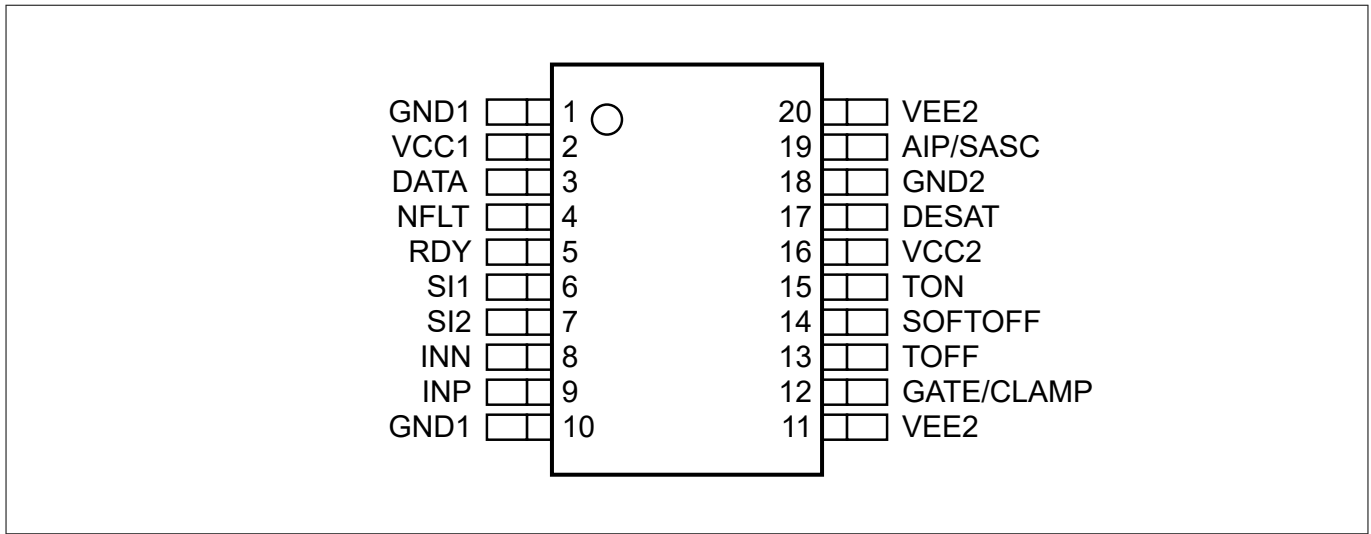 GND1 1 20 VEE2
VCC1 2 19 AIP/SASC
DATA 3 18 GND2
NFLT 4 17 DESAT
RDY 5 16 VCC2
SI1 6 15 TON
SI2 7 14 SOFTOFF
INN 8 13 TOFF
INP 9 12 GATE/CLAMP
GND1 10 11 VEE2